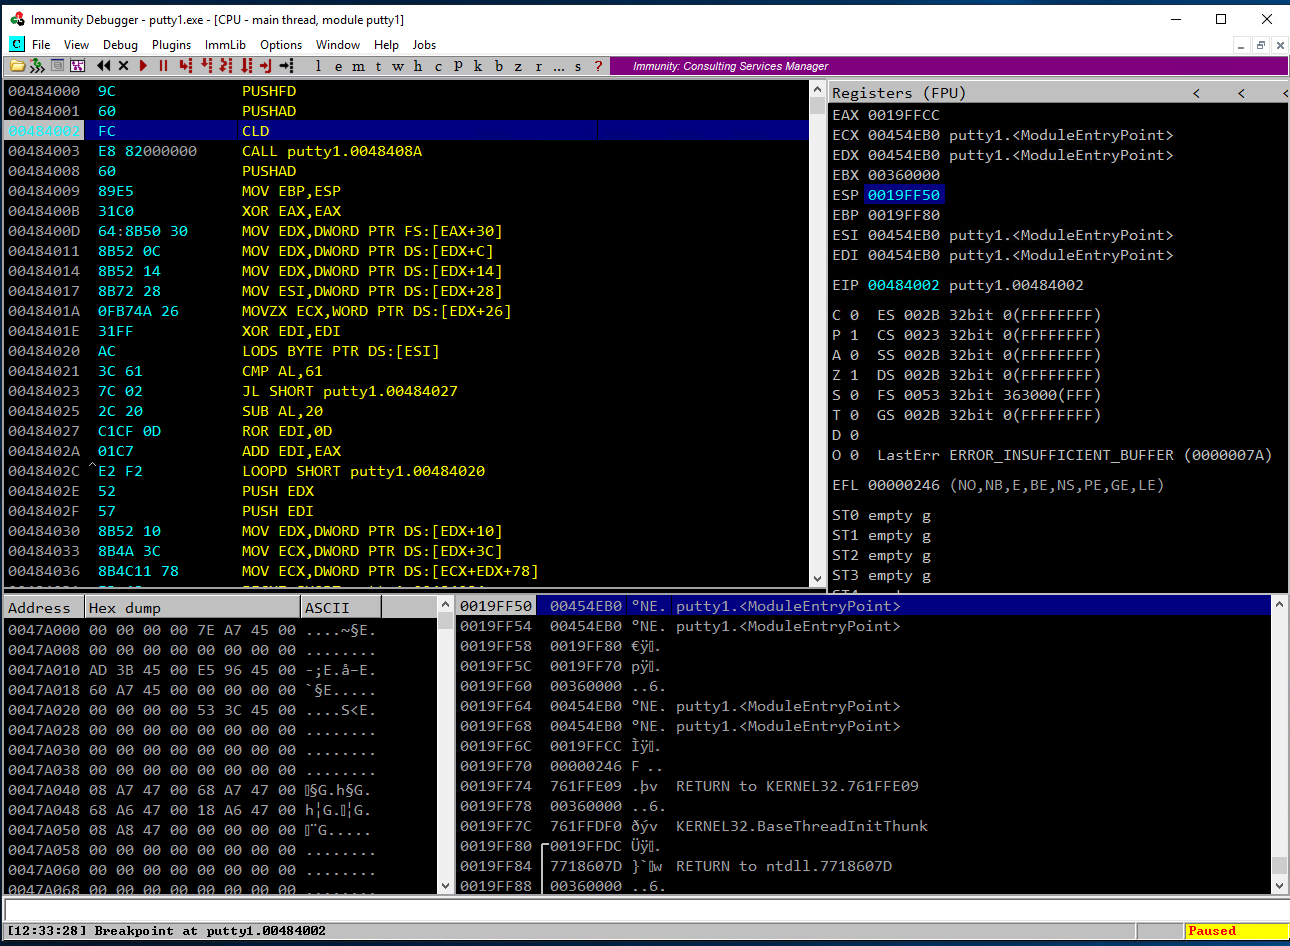 Immunity Debugger - putty1.exe - [CPU - main thread, module putty1]
C File View Debug Plugins ImmLib Options Window Help Jobs
l e m t w h c P k b z r ... s ? Immunity: Consulting Services Manager
00484000 9C PUSHFD
00484001 60 PUSHAD
00484002 FC CLD
00484003 E8 82000000 CALL putty1.0048408A
00484008 60 PUSHAD
00484009 89E5 MOV EBP,ESP
0048400B 31C0 XOR EAX,EAX
0048400D 64:8B50 30 MOV EDX,DWORD PTR FS:[EAX+30]
00484011 8B52 0C MOV EDX,DWORD PTR DS:[EDX+C]
00484014 8B52 14 MOV EDX,DWORD PTR DS:[EDX+14]
00484017 8B72 28 MOV ESI,DWORD PTR DS:[EDX+28]
0048401A 0FB74A 26 MOVZX ECX,WORD PTR DS:[EDX+26]
0048401E 31FF XOR EDI,EDI
00484020 AC LODS BYTE PTR DS:[ESI]
00484021 3C 61 CMP AL,61
00484023 7C 02 JL SHORT putty1.00484027
00484025 2C 20 SUB AL,20
00484027 C1CF 0D ROR EDI,0D
0048402A 01C7 ADD EDI,EAX
0048402C ^ E2 F2 LOOPD SHORT putty1.00484020
0048402E 52 PUSH EDX
0048402F 57 PUSH EDI
00484030 8B52 10 MOV EDX,DWORD PTR DS:[EDX+10]
00484033 8B4A 3C MOV ECX,DWORD PTR DS:[EDX+3C]
00484036 8B4C11 78 MOV ECX,DWORD PTR DS:[ECX+EDX+78]
Registers (FPU) < < <
EAX 0019FFCC
ECX 00454EB0 putty1.<ModuleEntryPoint>
EDX 00454EB0 putty1.<ModuleEntryPoint>
EBX 00360000
ESP 0019FF50
EBP 0019FF80
ESI 00454EB0 putty1.<ModuleEntryPoint>
EDI 00454EB0 putty1.<ModuleEntryPoint>
EIP 00484002 putty1.00484002
C 0 ES 002B 32bit 0(FFFFFFFF)
P 1 CS 0023 32bit 0(FFFFFFFF)
A 0 SS 002B 32bit 0(FFFFFFFF)
Z 1 DS 002B 32bit 0(FFFFFFFF)
S 0 FS 0053 32bit 363000(FFF)
T 0 GS 002B 32bit 0(FFFFFFFF)
D 0
O 0 LastErr ERROR_INSUFFICIENT_BUFFER (0000007A)
EFL 00000246 (NO,NB,E,BE,NS,PE,GE,LE)
ST0 empty g
ST1 empty g
ST2 empty g
ST3 empty g
Address Hex dump ASCII
0047A000 00 00 00 00 7E A7 45 00 ....~§E.
0047A008 00 00 00 00 00 00 00 00 ........
0047A010 AD 3B 45 00 E5 96 45 00 -;E.å–E.
0047A018 60 A7 45 00 00 00 00 00 `§E.....
0047A020 00 00 00 00 53 3C 45 00 ....S<E.
0047A028 00 00 00 00 00 00 00 00 ........
0047A030 00 00 00 00 00 00 00 00 ........
0047A038 00 00 00 00 00 00 00 00 ........
0047A040 08 A7 47 00 68 A7 47 00 §G.h§G.
0047A048 68 A6 47 00 18 A6 47 00 h¦G.¦G.
0047A050 08 A8 47 00 00 00 00 00 ¨G.....
0047A058 00 00 00 00 00 00 00 00 ........
0047A060 00 00 00 00 00 00 00 00 ........
0047A068 00 00 00 00 00 00 00 00 ........
0019FF50 00454EB0 °NE. putty1.<ModuleEntryPoint>
0019FF54 00454EB0 °NE. putty1.<ModuleEntryPoint>
0019FF58 0019FF80 €ÿ.
0019FF5C 0019FF70 pÿ.
0019FF60 00360000 ..6.
0019FF64 00454EB0 °NE. putty1.<ModuleEntryPoint>
0019FF68 00454EB0 °NE. putty1.<ModuleEntryPoint>
0019FF6C 0019FFCC Ìÿ.
0019FF70 00000246 F ..
0019FF74 761FFE09 .þv RETURN to KERNEL32.761FFE09
0019FF78 00360000 ..6.
0019FF7C 761FFDF0 ðýv KERNEL32.BaseThreadInitThunk
0019FF80 0019FFDC Üÿ.
0019FF84 7718607D }`w RETURN to ntdll.7718607D
0019FF88 00360000 ..6.
[12:33:28] Breakpoint at putty1.00484002 Paused